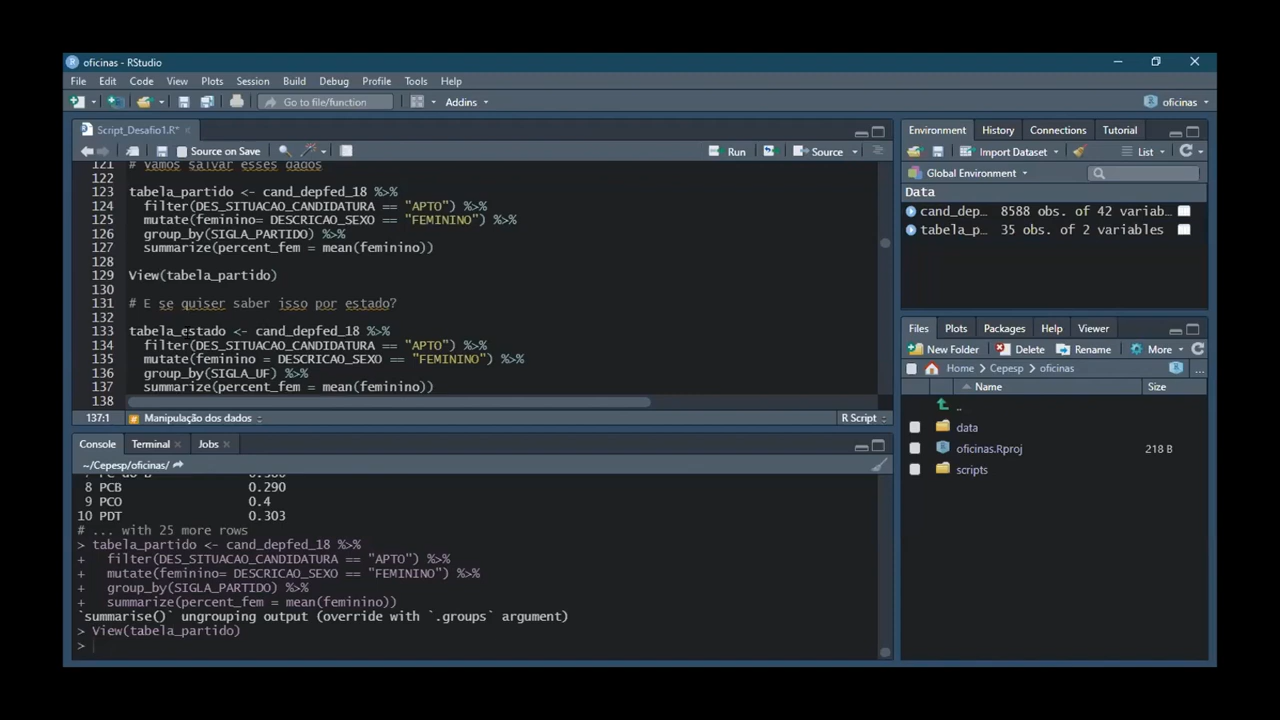 oficinas - RStudio
File Edit Code View Plots Session Build Debug Profile Tools Help
Go to file/function Addins oficinas
Script_Desafio1.R*
Source on Save Run Source
121 # Vamos salvar esses dados
122
123 tabela_partido <- cand_depfed_18 %>%
124 filter(DES_SITUACAO_CANDIDATURA == "APTO") %>%
125 mutate(feminino= DESCRICAO_SEXO == "FEMININO") %>%
126 group_by(SIGLA_PARTIDO) %>%
127 summarize(percent_fem = mean(feminino))
128
129 View(tabela_partido)
130
131 # E se quiser saber isso por estado?
132
133 tabela_estado <- cand_depfed_18 %>%
134 filter(DES_SITUACAO_CANDIDATURA == "APTO") %>%
135 mutate(feminino = DESCRICAO_SEXO == "FEMININO") %>%
136 group_by(SIGLA_UF) %>%
137 summarize(percent_fem = mean(feminino))
138
137:1 Manipulação dos dados R Script
Console Terminal Jobs
~/Cepesp/oficinas/
8 PCB 0.290
9 PCO 0.4
10 PDT 0.303
# ... with 25 more rows
> tabela_partido <- cand_depfed_18 %>%
+ filter(DES_SITUACAO_CANDIDATURA == "APTO") %>%
+ mutate(feminino= DESCRICAO_SEXO == "FEMININO") %>%
+ group_by(SIGLA_PARTIDO) %>%
+ summarize(percent_fem = mean(feminino))
`summarise()` ungrouping output (override with `.groups` argument)
> View(tabela_partido)
>
Environment History Connections Tutorial
Import Dataset List
Global Environment
Data
cand_dep... 8588 obs. of 42 variab...
tabela_p... 35 obs. of 2 variables
Files Plots Packages Help Viewer
New Folder Delete Rename More
Home Cepesp oficinas ...
Name Size
..
data
oficinas.Rproj 218 B
scripts